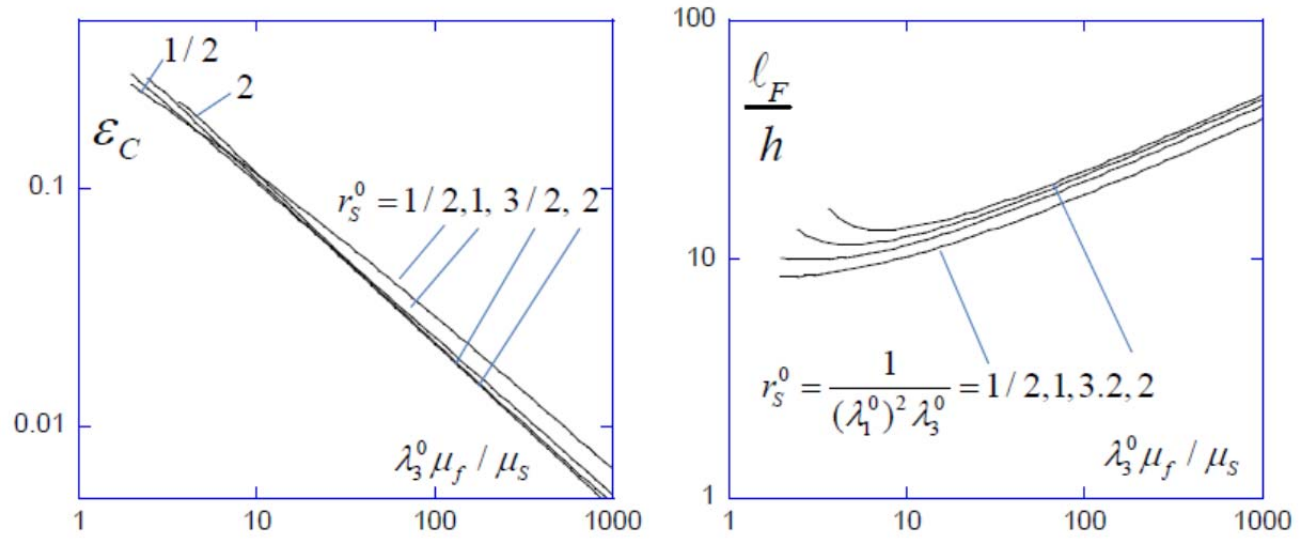 1 / 2
2
ε_C
0.1
r_S^0 = 1 / 2, 1, 3 / 2, 2
0.01
λ_3^0 μ_f / μ_S
1 10 100 1000
100
ℓ_F / h
10
r_S^0 = 1 / (λ_1^0)^2 λ_3^0 = 1 / 2, 1, 3.2, 2
λ_3^0 μ_f / μ_S
1
1 10 100 1000